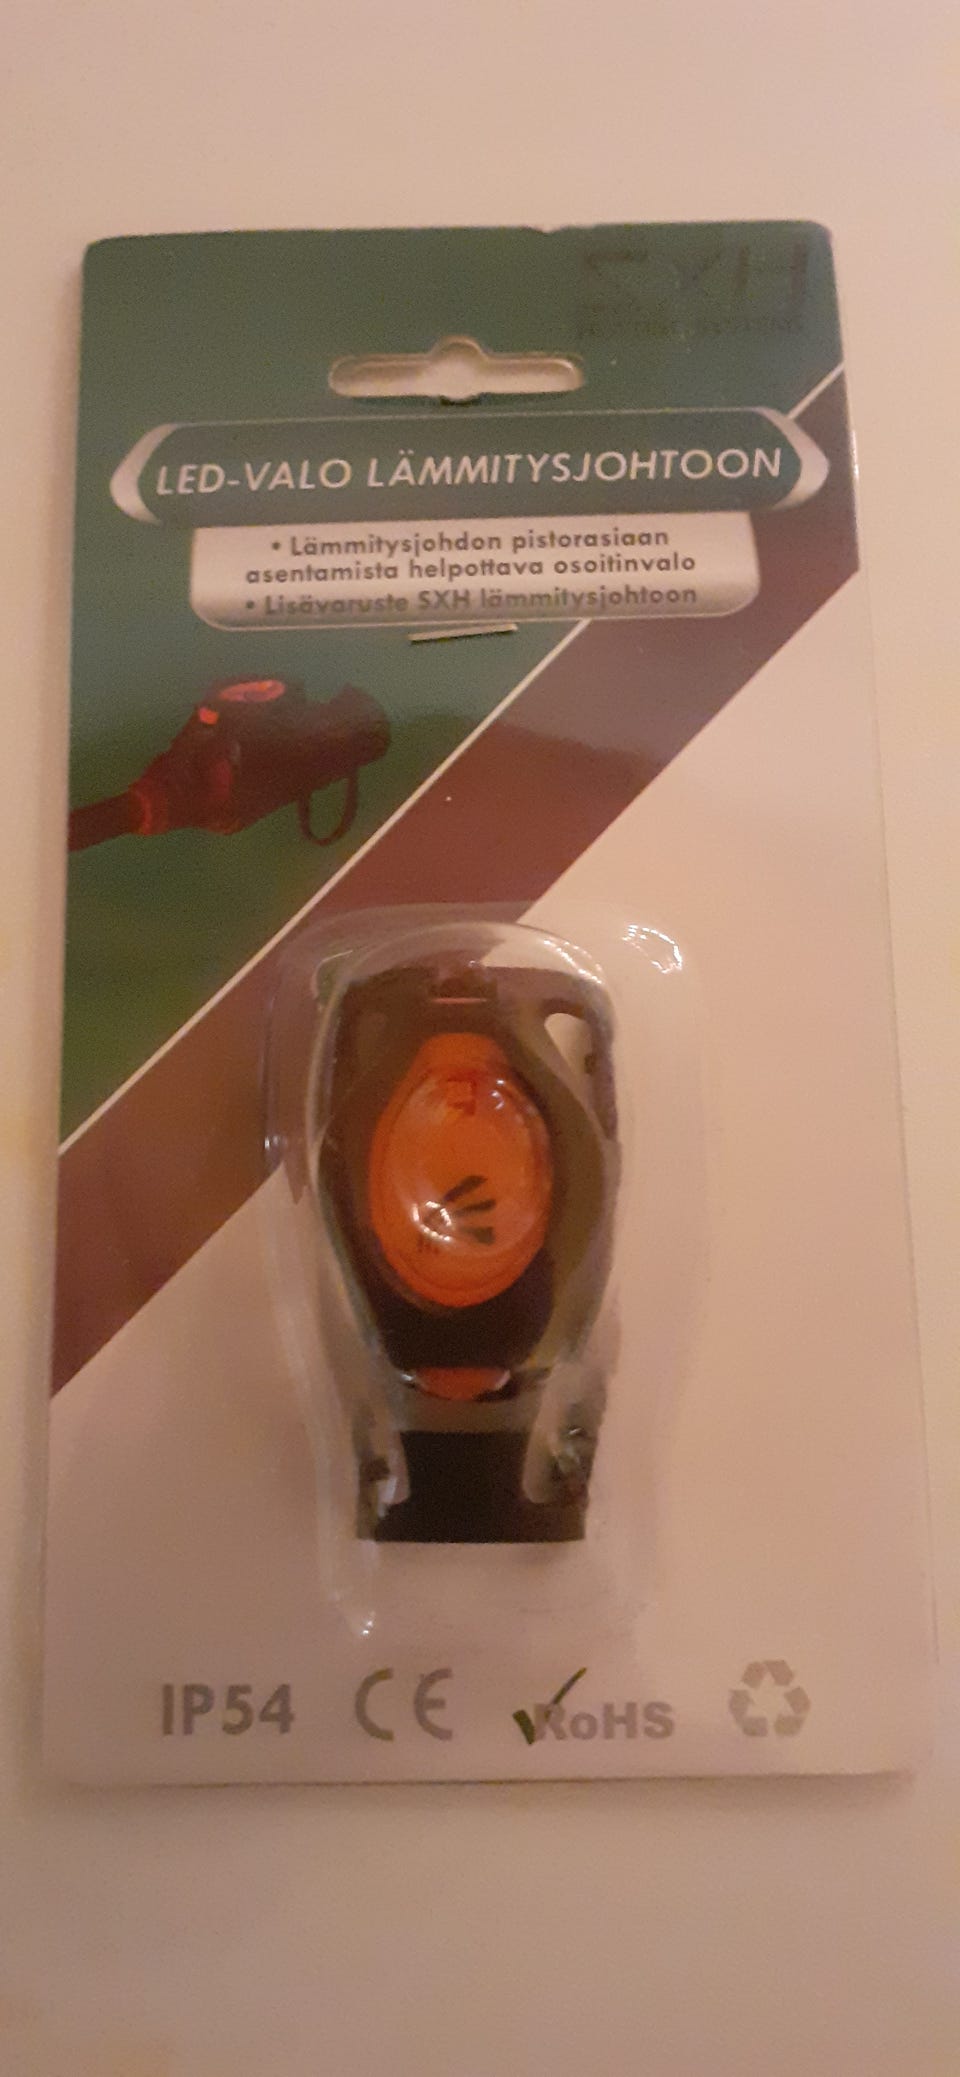 SXH
LED-VALO LÄMMITYSJOHTOON
• Lämmitysjohdon pistorasiaan
asentamista helpottava osoitinvalo
• Lisävaruste SXH lämmitysjohtoon
IP54 CE RoHS